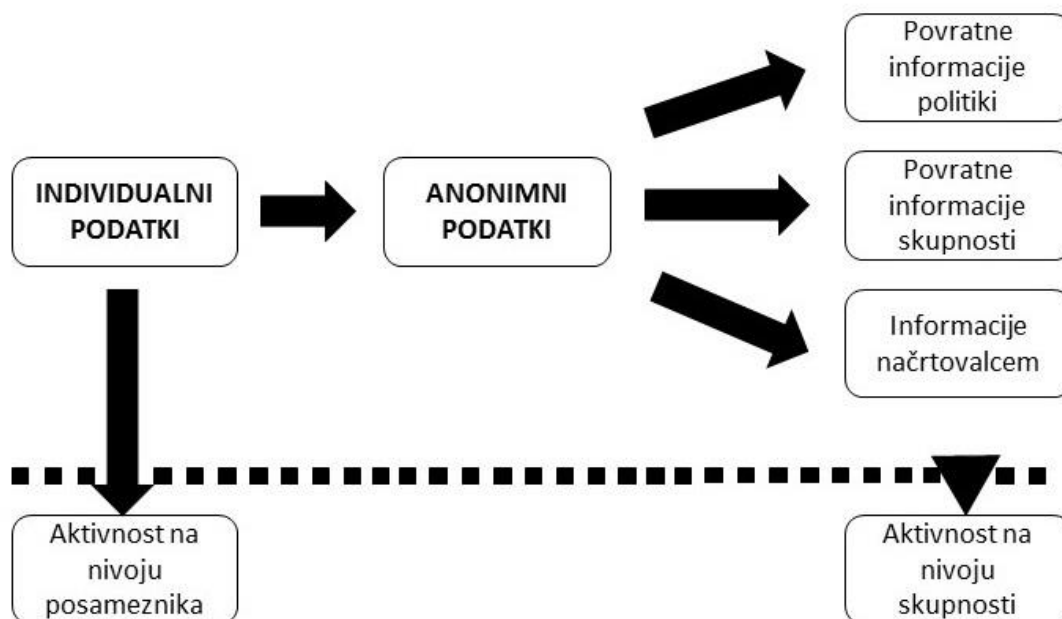 INDIVIDUALNI
PODATKI
ANONIMNI
PODATKI
Povratne
informacije
politiki
Povratne
informacije
skupnosti
Informacije
načrtovalcem
Aktivnost na
nivoju
posameznika
Aktivnost na
nivoju
skupnosti